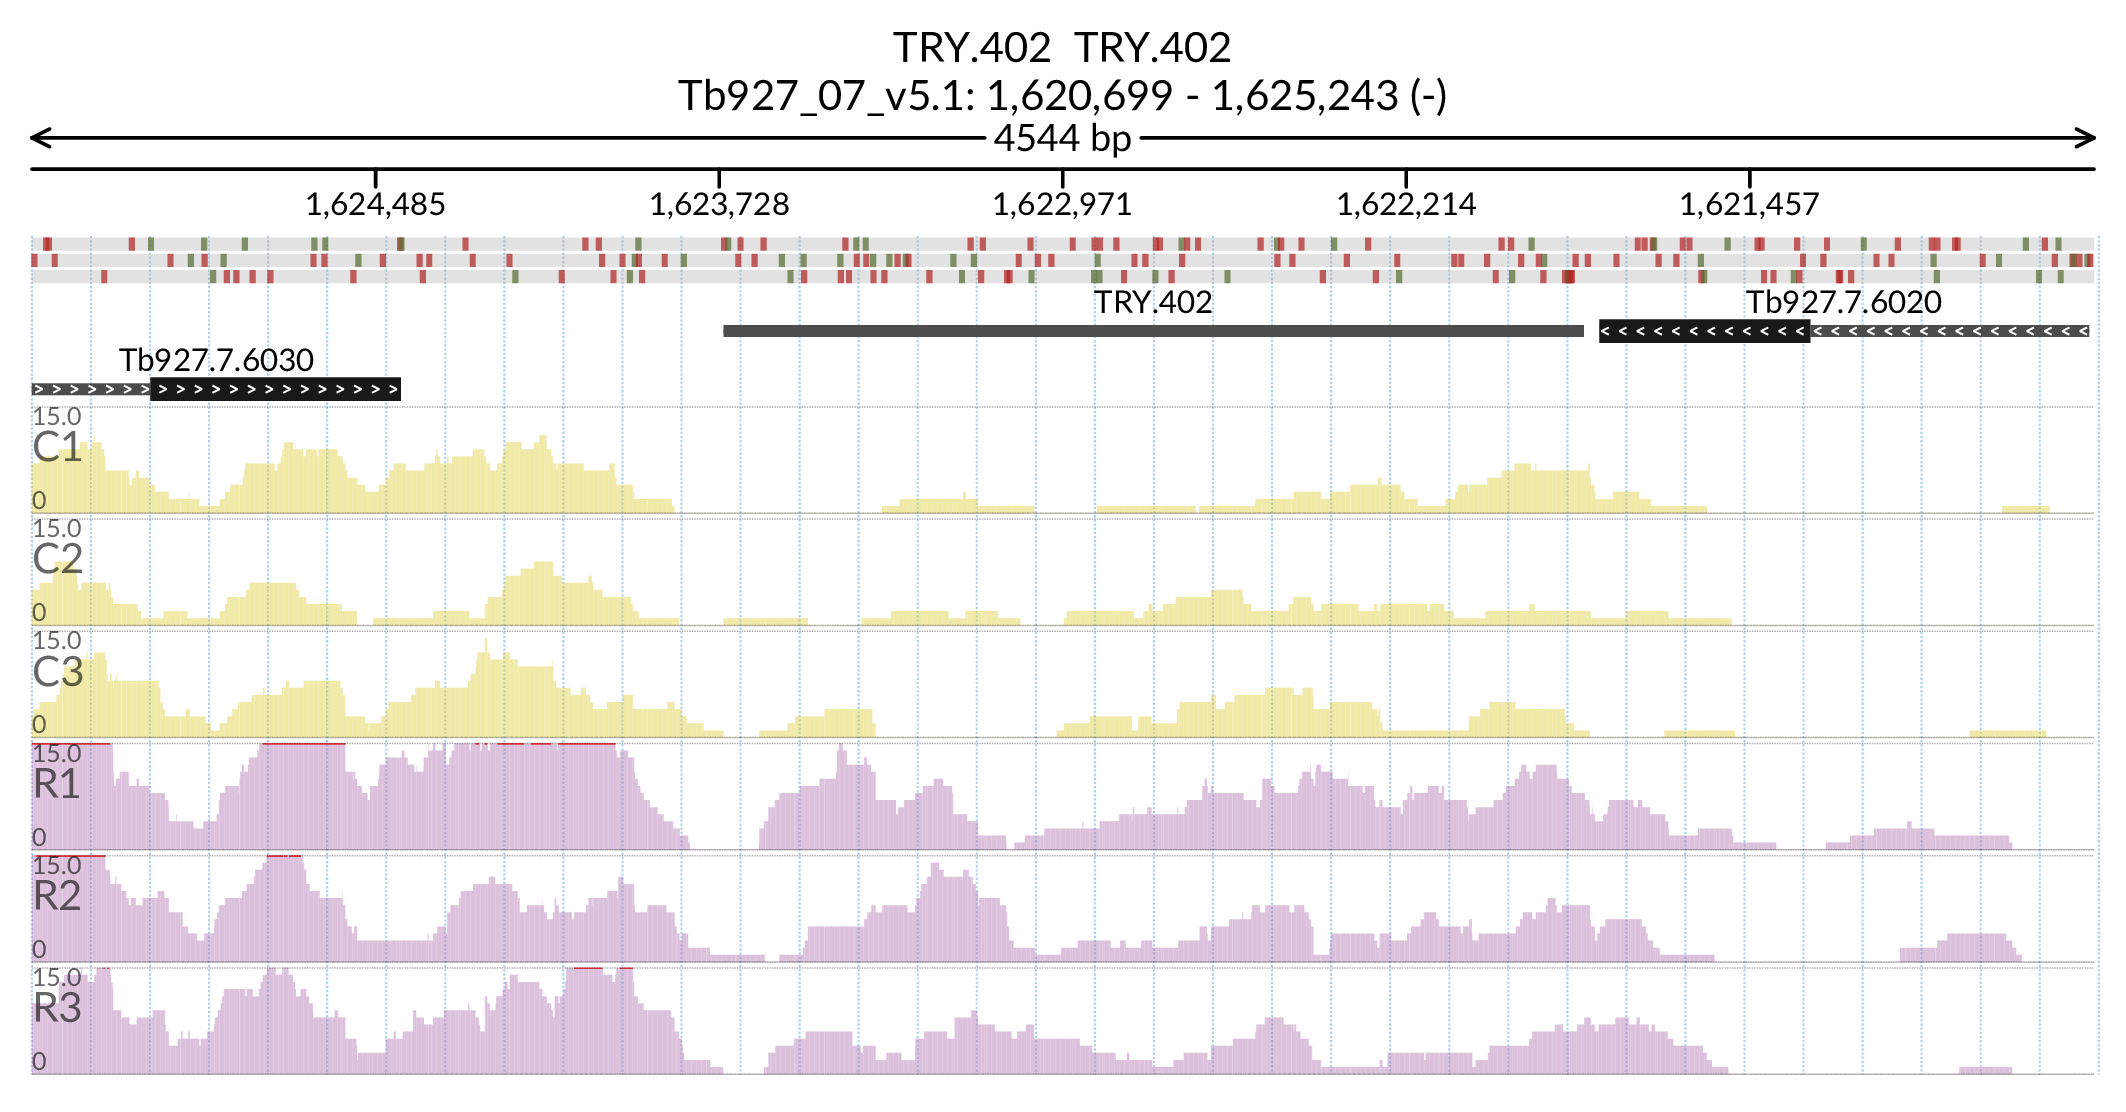 TRY.402 TRY.402
Tb927_07_v5.1: 1,620,699 - 1,625,243 (-)
4544 bp
1,624,485 1,623,728 1,622,971 1,622,214 1,621,457
TRY.402 Tb927.7.6020
Tb927.7.6030
15.0
C1
0
15.0
C2
0
15.0
C3
0
15.0
R1
0
15.0
R2
0
15.0
R3
0